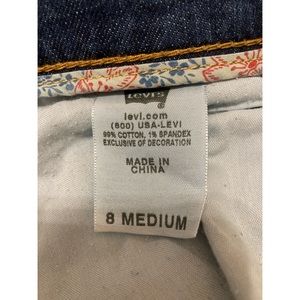 Levi's
levi.com
(800) USA-LEVI
99% COTTON, 1% SPANDEX
EXCLUSIVE OF DECORATION
MADE IN
CHINA
8 MEDIUM